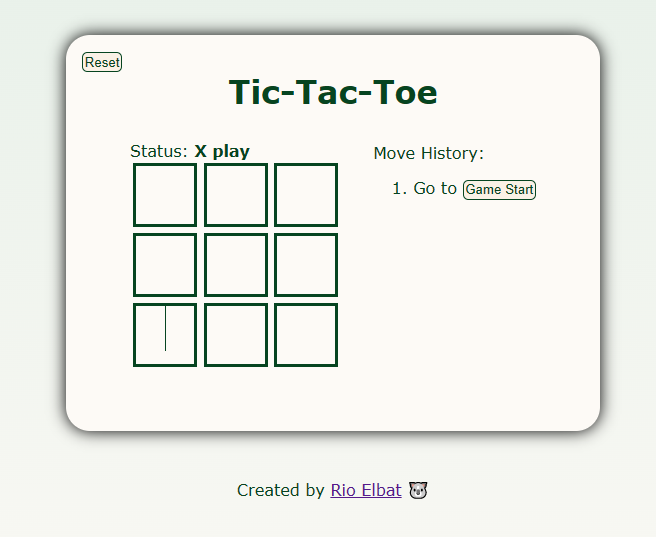 Reset
Tic-Tac-Toe
Status: X play
Move History:
1. Go to Game Start
Created by Rio Elbat 🐨